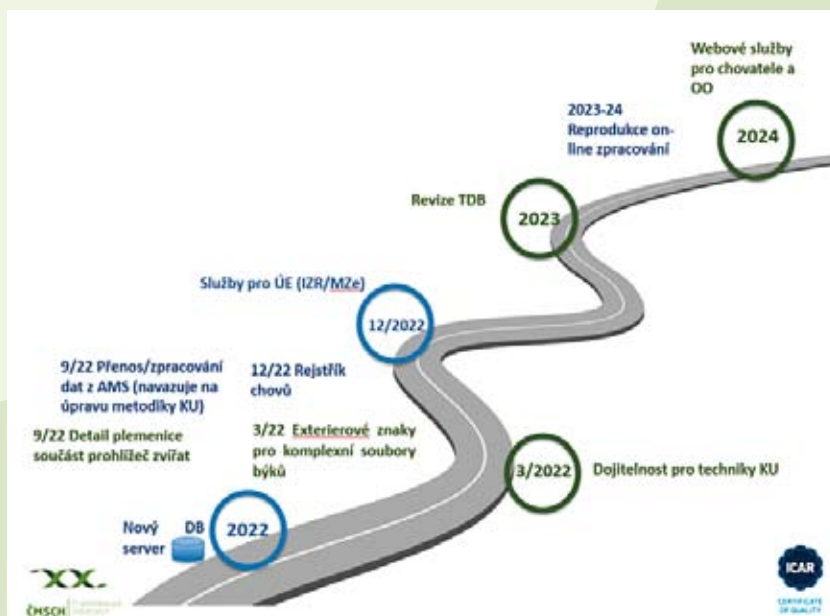 Webové služby
pro chovatele a
OO
2024
2023-24
Reprodukce on-
line zpracování
Revize TDB
2023
Služby pro ÚE (IZR/MZe)
12/2022
9/22 Přenos/zpracování
dat z AMS (navazuje na
úpravu metodiky KU)
12/22 Rejstřík
chovů
9/22 Detail plemenice
součást prohlížeč zvířat
3/22 Exterierové znaky
pro komplexní soubory
býků
3/2022
Dojitelnost pro techniky KU
Nový DB
server
2022
ČMSCH
ICAR
CERTIFICATE
OF QUALITY